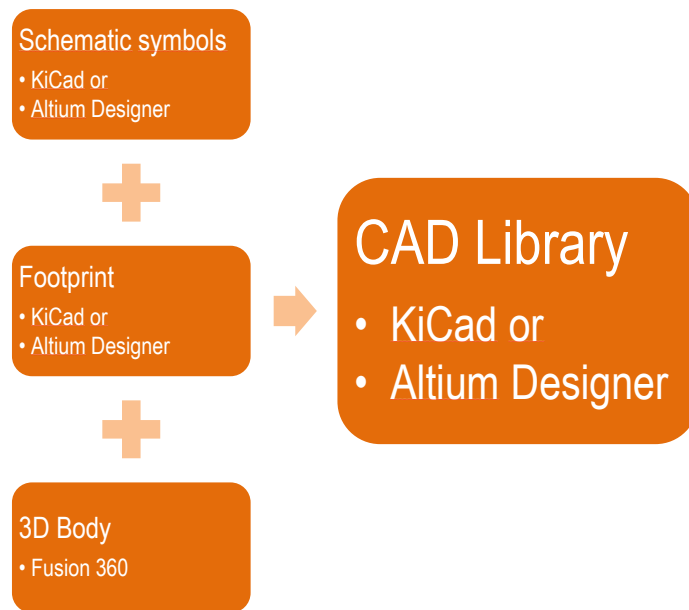 Schematic symbols
• KiCad or
• Altium Designer
Footprint
• KiCad or
• Altium Designer
3D Body
• Fusion 360
CAD Library
• KiCad or
• Altium Designer